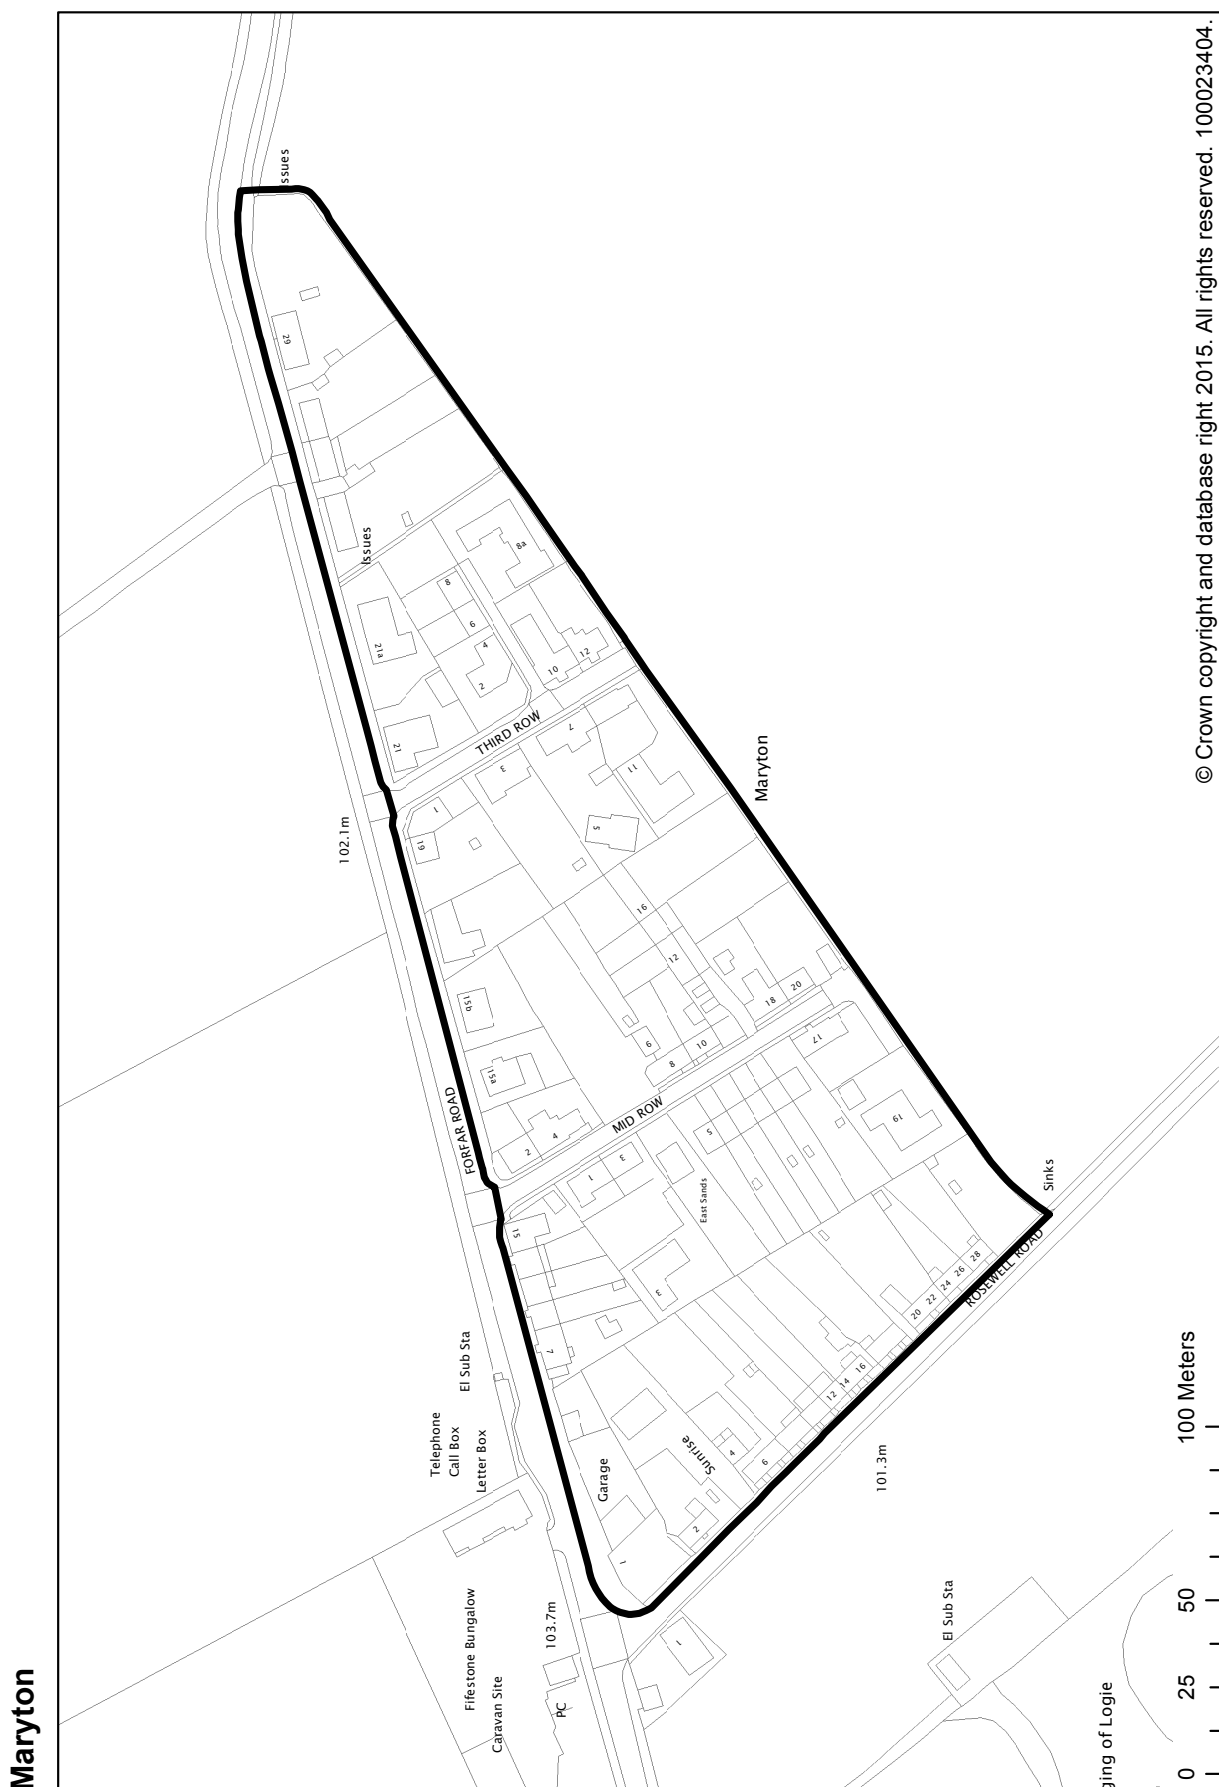 Maryton
© Crown copyright and database right 2015. All rights reserved. 100023404.
Issues
29
Issues
21a
21
8a
8
6
4
2
10
12
THIRD ROW
102.1m
1
19
3
7
11
5
Maryton
16
12
15b
15a
FORFAR ROAD
2
4
6
8
10
18
20
MID ROW
17
19
1
3
5
East Sands
15
7
3
Sinks
ROSEWELL ROAD
28
26
24
22
20
16
14
12
El Sub Sta
Telephone
Call Box
Letter Box
Garage
Sunrise
4
6
2
1
101.3m
Fifestone Bungalow
Caravan Site
103.7m
PC
1
El Sub Sta
ging of Logie
0
25
50
100 Meters